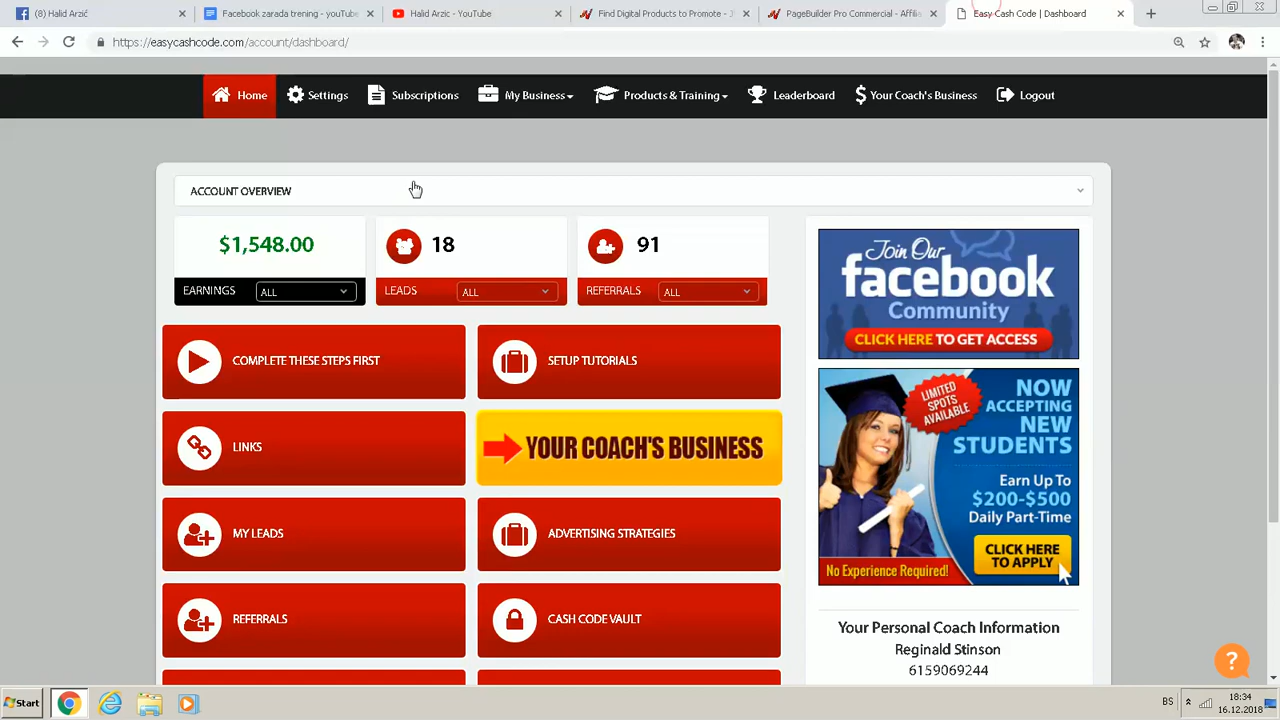 (8) Halid Arzić
Facebook zarada trening - youTube
Halid Arzic - YouTube
Find Digital Products to Promote - J
PageBuilder Pro Commercial - Affilia
Easy Cash Code | Dashboard
https://easycashcode.com/account/dashboard/
Home
Settings
Subscriptions
My Business
Products & Training
Leaderboard
Your Coach's Business
Logout
ACCOUNT OVERVIEW
$1,548.00
18
91
EARNINGS
ALL
LEADS
ALL
REFERRALS
ALL
COMPLETE THESE STEPS FIRST
SETUP TUTORIALS
LINKS
YOUR COACH'S BUSINESS
MY LEADS
ADVERTISING STRATEGIES
REFERRALS
CASH CODE VAULT
Join Our
facebook
Community
CLICK HERE TO GET ACCESS
LIMITED
SPOTS
AVAILABLE
NOW
ACCEPTING
NEW
STUDENTS
Earn Up To
$200-$500
Daily Part-Time
CLICK HERE
TO APPLY
No Experience Required!
Your Personal Coach Information
Reginald Stinson
6159069244
?
Start
BS
18:34
16.12.2018